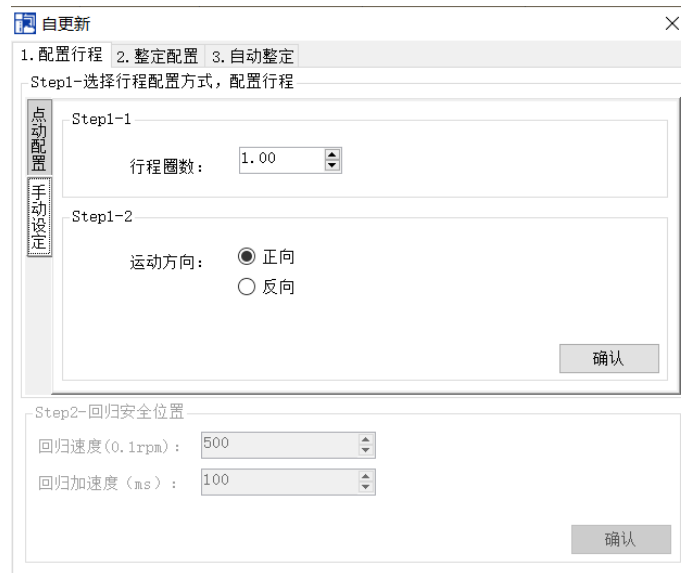 自更新
1.配置行程 2.整定配置 3.自动整定
Step1-选择行程配置方式，配置行程
点动配置
手动设定
Step1-1
行程圈数： 1.00
Step1-2
运动方向： 正向
反向
确认
Step2-回归安全位置
回归速度(0.1rpm)： 500
回归加速度（ms）： 100
确认